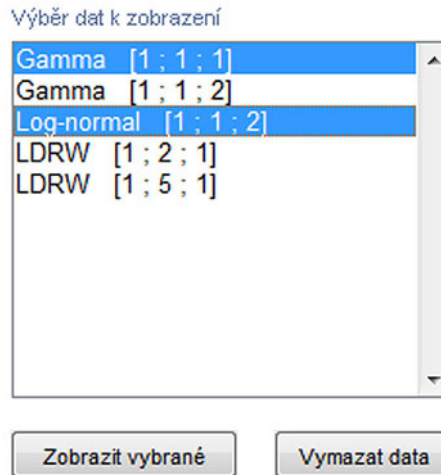 Výběr dat k zobrazení
Gamma [1 ; 1 ; 1]
Gamma [1 ; 1 ; 2]
Log-normal [1 ; 1 ; 2]
LDRW [1 ; 2 ; 1]
LDRW [1 ; 5 ; 1]
Zobrazit vybrané Vymazat data